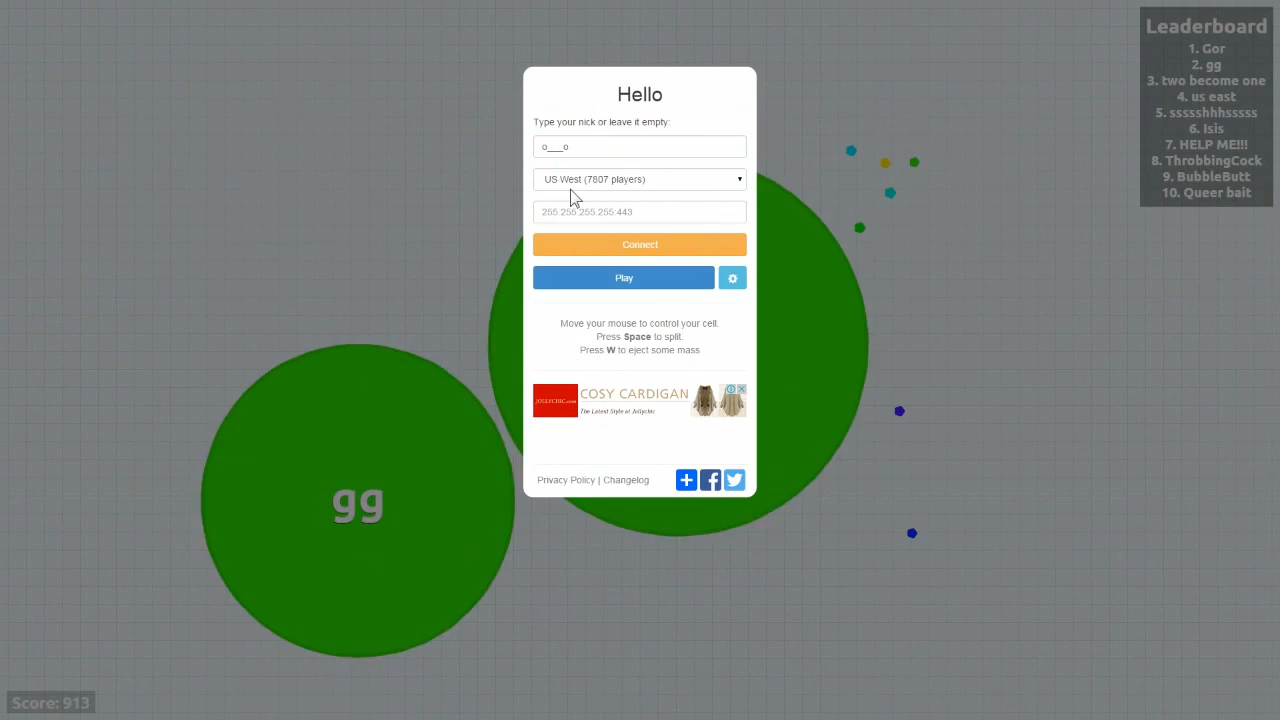 Leaderboard
1. Gor
2. gg
3. two become one
4. us east
5. ssssshhhsssss
6. Isis
7. HELP ME!!!
8. ThrobbingCock
9. BubbleButt
10. Queer bait
Hello
Type your nick or leave it empty:
o___o
US West (7807 players)
255.255.255.255:443
Connect
Play
Move your mouse to control your cell.
Press Space to split.
Press W to eject some mass
JOLLYCHIC.com
COSY CARDIGAN
The Latest Style at Jollychic
Privacy Policy | Changelog
gg
Score: 913